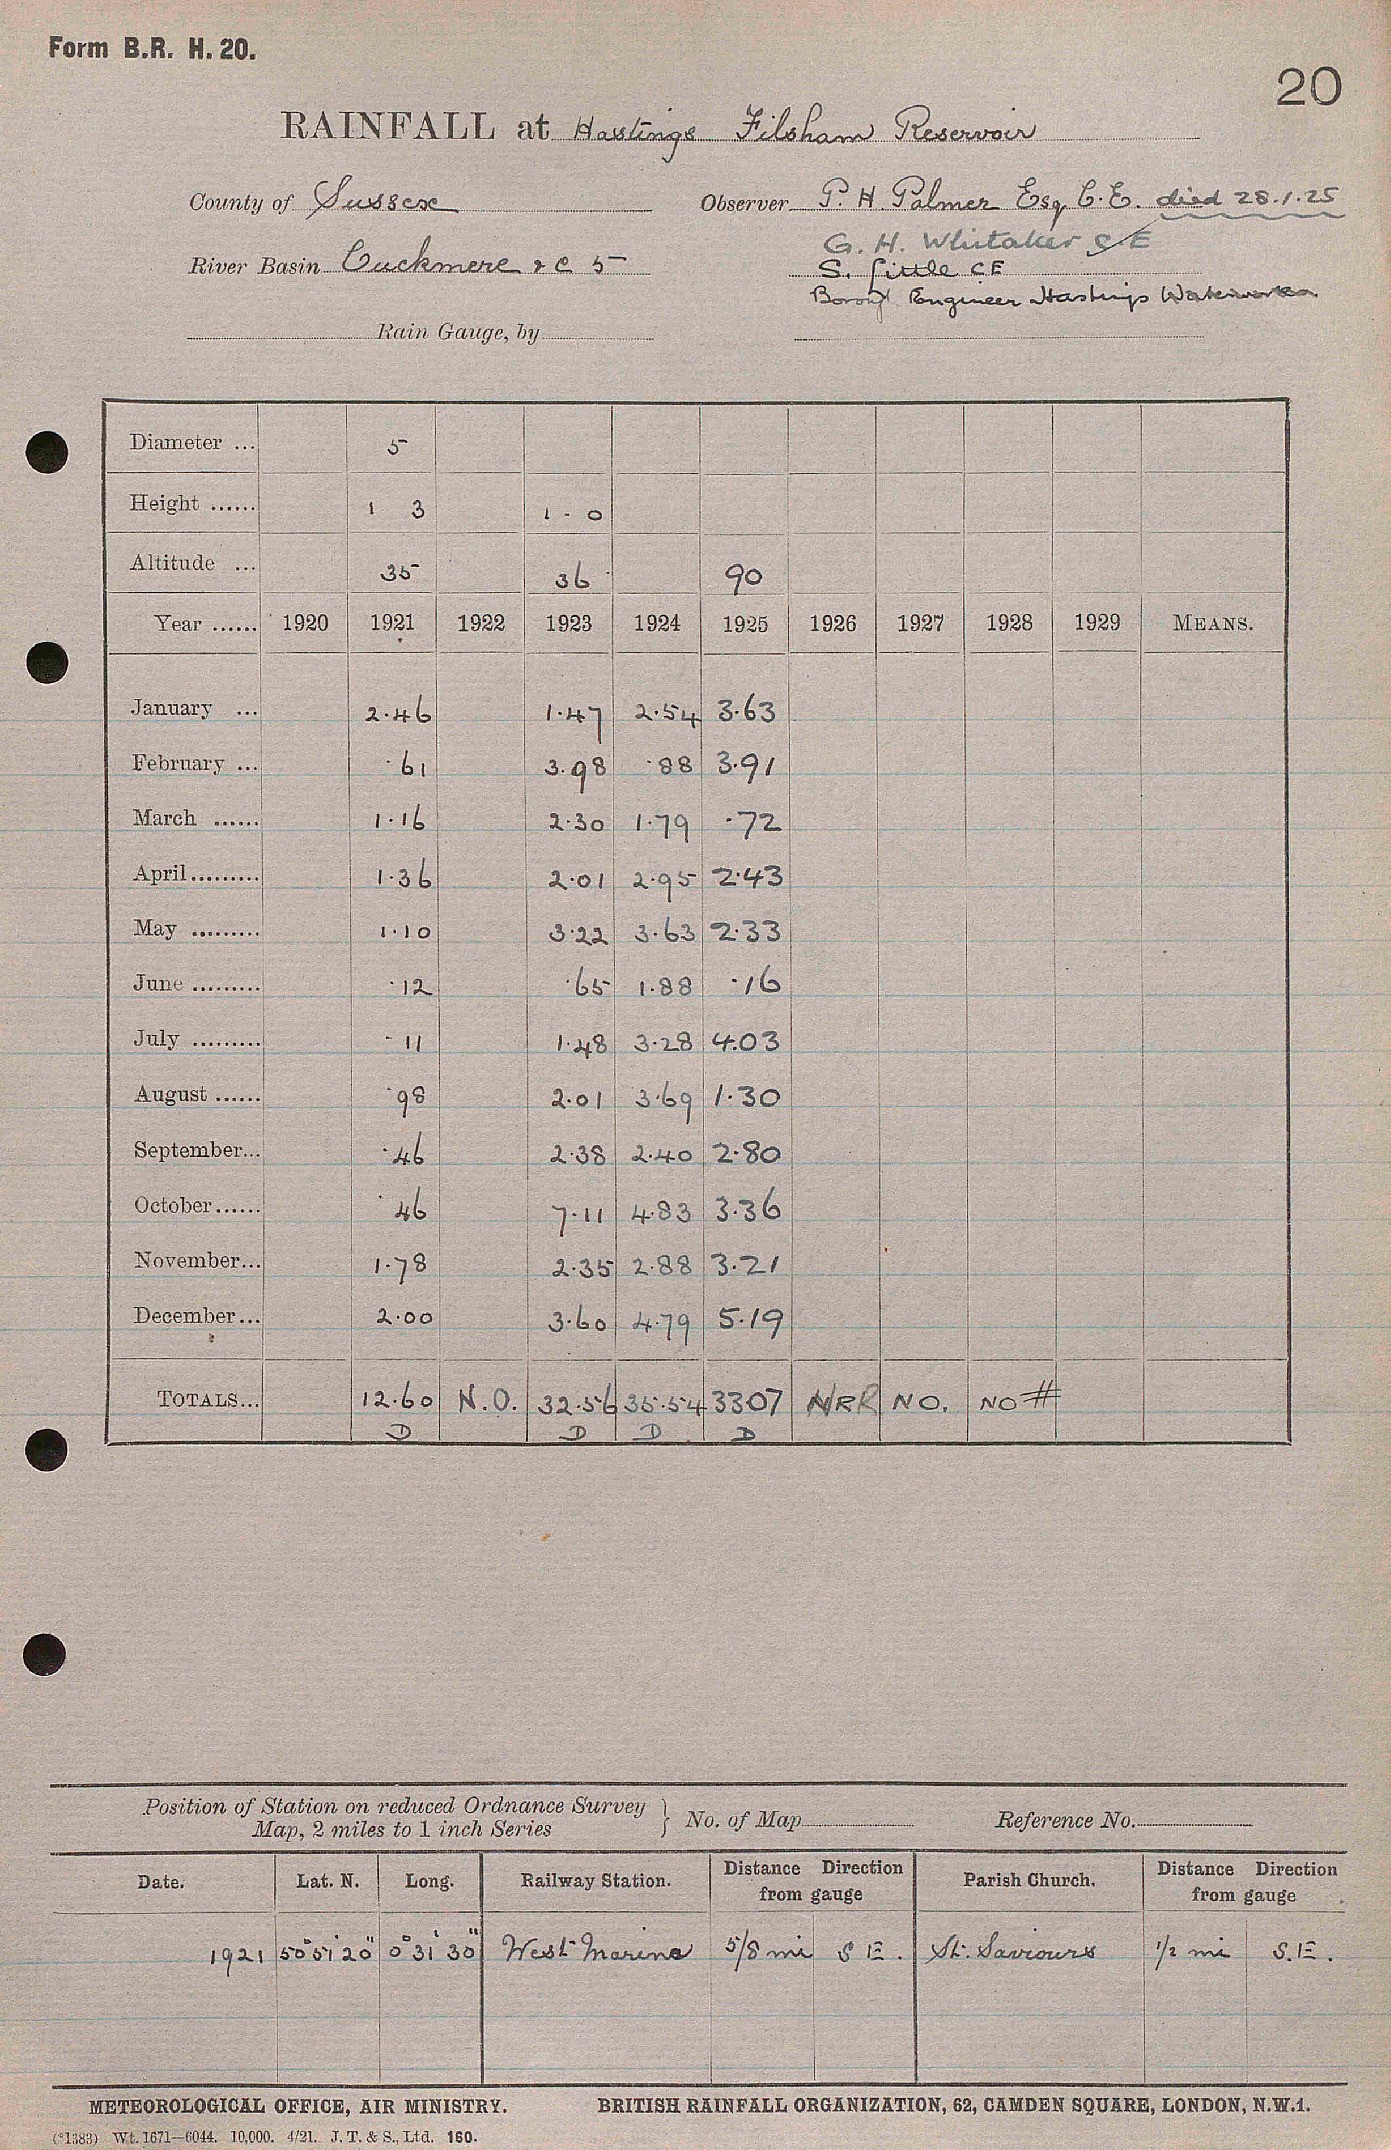 Form B.R. H. 20.
20
RAINFALL at Hastings Filsham Reservoir
County of Sussex Observer P. H. Palmer Esq C.E. died 28.1.25
G. H. Whitaker C E
River Basin Cuckmere & C 5
S. Little C E
Boro' Engineer Hastings Waterworks
Rain Gauge, by
Diameter ... 5
Height ...... 1 3 1 - 0
Altitude ... 35 36 90
Year ...... 1920 1921 1922 1923 1924 1925 1926 1927 1928 1929 MEANS.
January ... 2.46 1.47 2.54 3.63
February ... .61 3.98 .88 3.91
March ...... 1.16 2.30 1.79 .72
April......... 1.36 2.01 2.95 2.43
May ......... 1.10 3.22 3.63 2.33
June ......... .12 .65 1.88 .16
July ......... .11 1.48 3.28 4.03
August ...... .98 2.01 3.69 1.30
September... .46 2.38 2.40 2.80
October...... .46 7.11 4.83 3.36
November... 1.78 2.35 2.88 3.21
December... 2.00 3.60 4.79 5.19
TOTALS... 12.60 N.O. 32.56 35.54 3307 NRR NO. NO #
D D D D
Position of Station on reduced Ordnance Survey
Map, 2 miles to 1 inch Series } No. of Map Reference No.
Date. Lat. N. Long. Railway Station. Distance Direction from gauge Parish Church. Distance Direction from gauge
1921 50° 51' 20" 0° 31' 30" West Marina 5/8 mi S E. St. Saviours 1/2 mi S.E.
METEOROLOGICAL OFFICE, AIR MINISTRY. BRITISH RAINFALL ORGANIZATION, 62, CAMDEN SQUARE, LONDON, N.W.1.
(*1383) Wt. 1671—6044. 10,000. 4/21. J. T. & S., Ltd. 160.